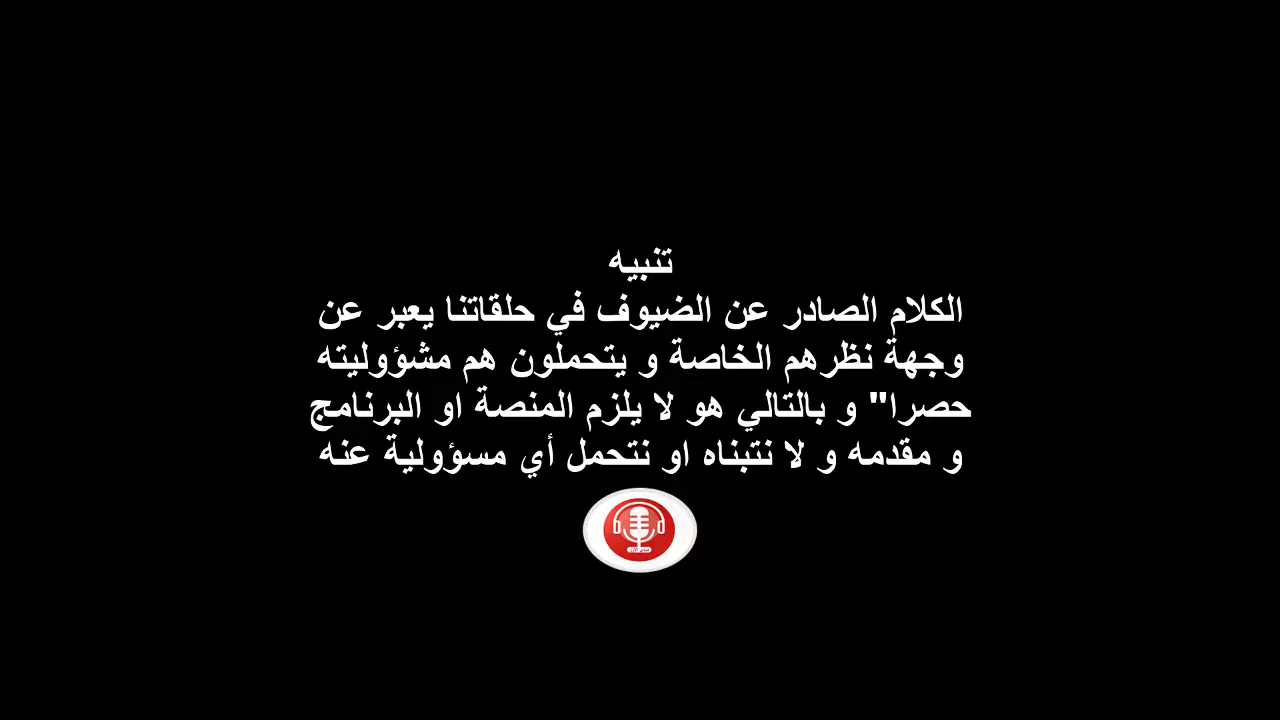 تنبيه
الكلام الصادر عن الضيوف في حلقاتنا يعبر عن
وجهة نظرهم الخاصة و يتحملون هم مشؤوليته
حصرا" و بالتالي هو لا يلزم المنصة او البرنامج
و مقدمه و لا نتبناه او نتحمل أي مسؤولية عنه